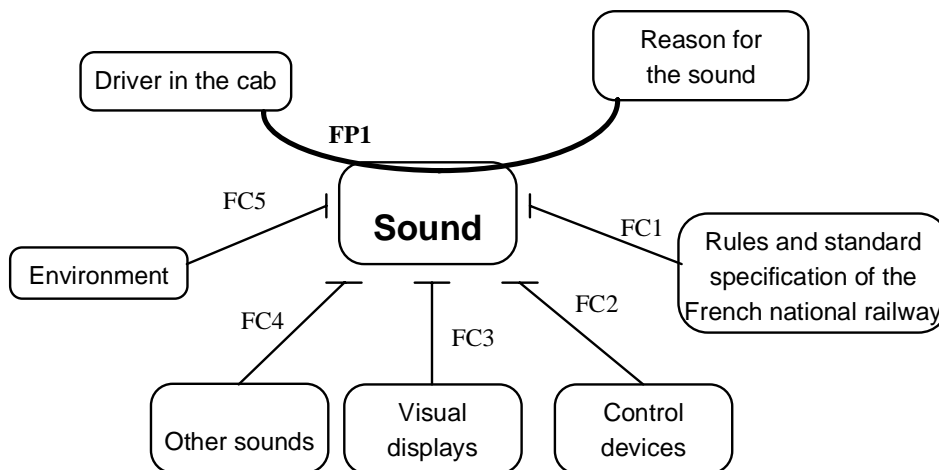 Reason for
the sound
Driver in the cab
FP1
FC5
Sound
FC1
Rules and standard
specification of the
French national railway
Environment
FC4
FC3
FC2
Other sounds
Visual
displays
Control
devices